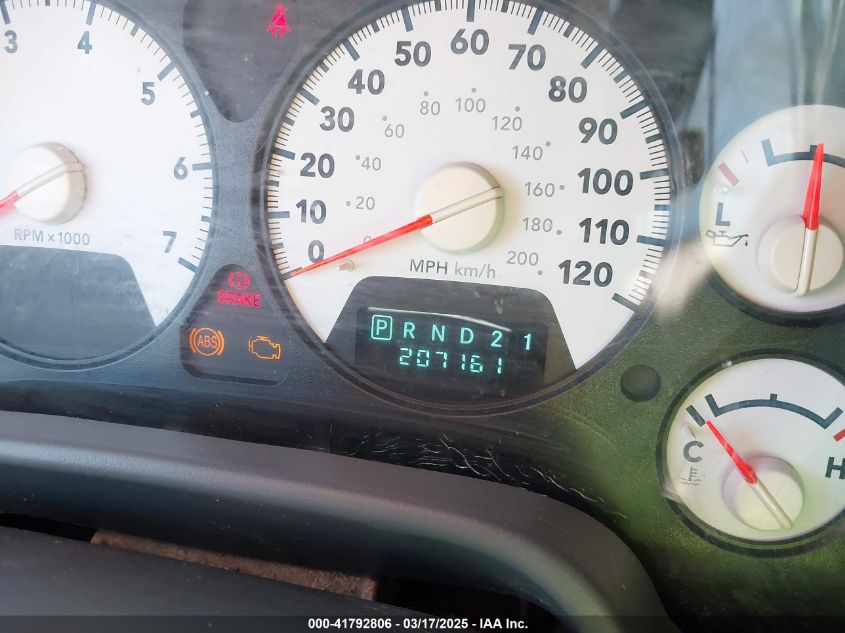 3 4 5 6 7
RPM x1000
0 10 20 30 40 50 60 70 80 90 100 110 120
0 20 40 60 80 100 120 140 160 180 200
MPH km/h
BRAKE
ABS
P R N D 2 1
207161
L
C H
000-41792806 - 03/17/2025 - IAA Inc.